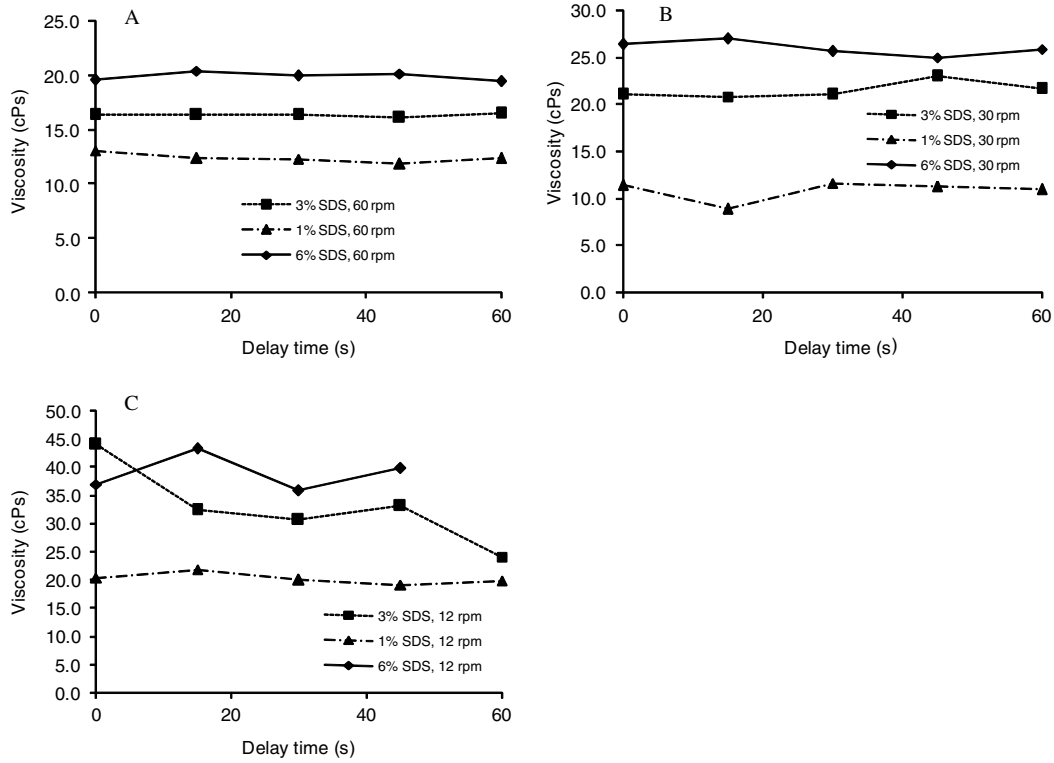 A
25.0
20.0
15.0
10.0
5.0
0.0
Viscosity (cPs)
3% SDS, 60 rpm
1% SDS, 60 rpm
6% SDS, 60 rpm
0 20 40 60
Delay time (s)
B
30.0
25.0
20.0
15.0
10.0
5.0
0.0
Viscosity (cPs)
3% SDS, 30 rpm
1% SDS, 30 rpm
6% SDS, 30 rpm
0 20 40 60
Delay time (s)
C
50.0
45.0
40.0
35.0
30.0
25.0
20.0
15.0
10.0
5.0
0.0
Viscosity (cPs)
3% SDS, 12 rpm
1% SDS, 12 rpm
6% SDS, 12 rpm
0 20 40 60
Delay time (s)